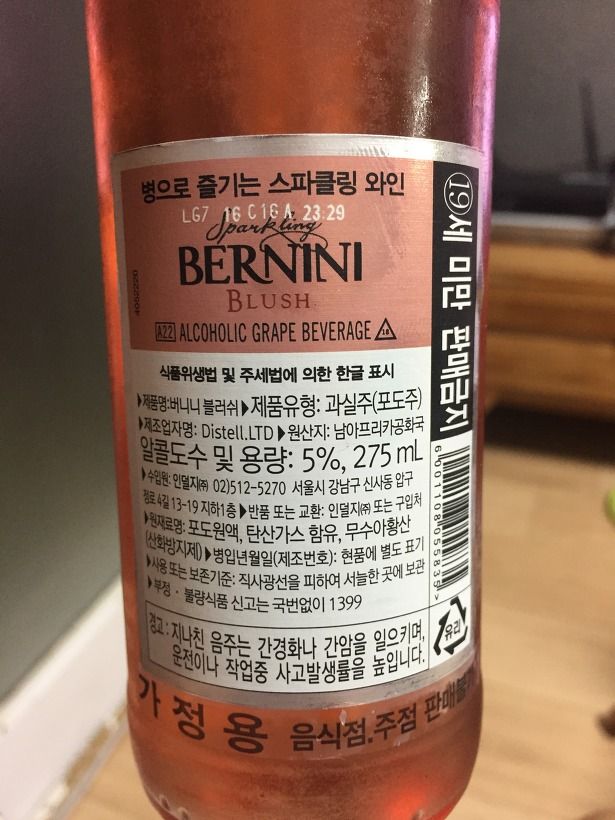 병으로 즐기는 스파클링 와인
LG7 16 C16A 23:29
Sparkling
BERNINI
BLUSH
A22 ALCOHOLIC GRAPE BEVERAGE 18
식품위생법 및 주세법에 의한 한글 표시
▶제품명:버니니 블러쉬▶제품유형: 과실주(포도주)
▶제조업자명: Distell.LTD ▶원산지: 남아프리카공화국
알콜도수 및 용량: 5%, 275 mL
▶수입원: 인덜지㈜ 02)512-5270 서울시 강남구 신사동 압구
정로 4길 13-19 지하1층 ▶반품 또는 교환: 인덜지㈜ 또는 구입처
▶원재료명: 포도원액, 탄산가스 함유, 무수아황산
(산화방지제)▶병입년월일(제조번호): 현품에 별도 표기
▶사용 또는 보존기준: 직사광선을 피하여 서늘한 곳에 보관
▶부정·불량식품 신고는 국번없이 1399
경고: 지나친 음주는 간경화나 간암을 일으키며,
운전이나 작업중 사고발생률을 높입니다.
19세 미만 판매금지
6001108055835>
유리
4052220
가정용 음식점.주점 판매불